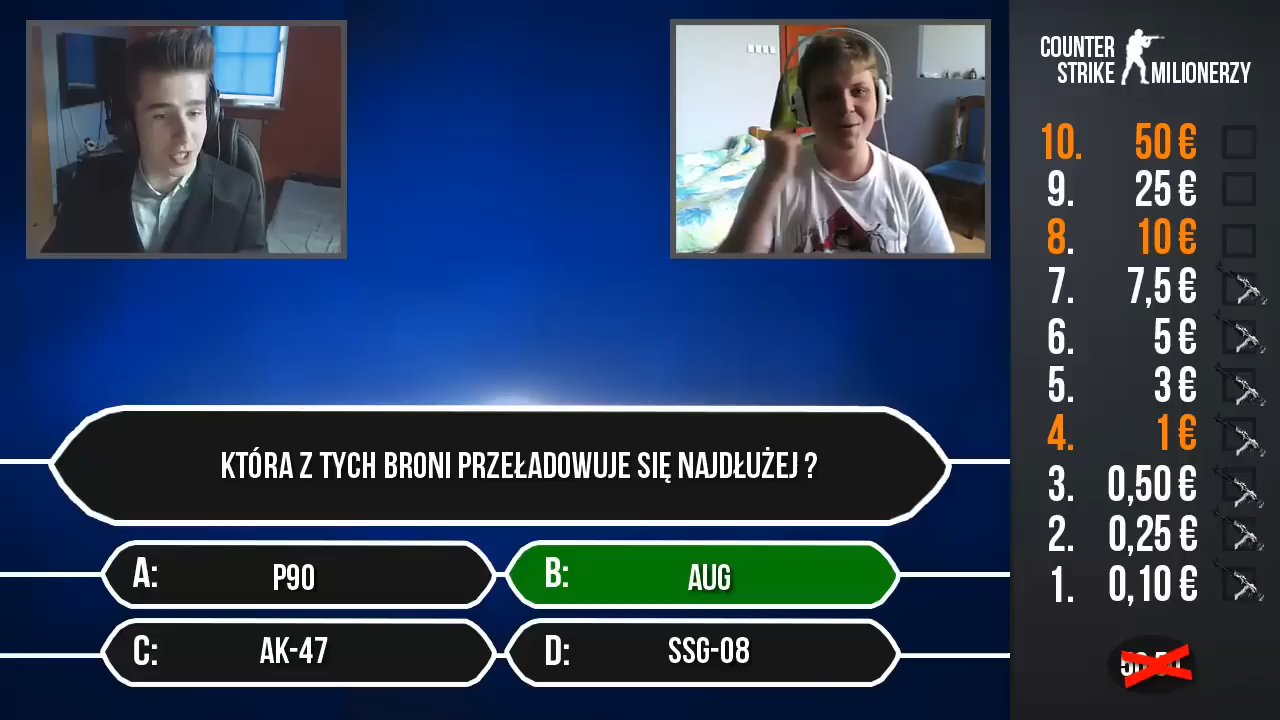 COUNTER
STRIKE MILIONERZY
10. 50 €
9. 25 €
8. 10 €
7. 7,5 €
6. 5 €
5. 3 €
4. 1 €
3. 0,50 €
2. 0,25 €
1. 0,10 €
KTÓRA Z TYCH BRONI PRZEŁADOWUJE SIĘ NAJDŁUŻEJ ?
A: P90
B: AUG
C: AK-47
D: SSG-08